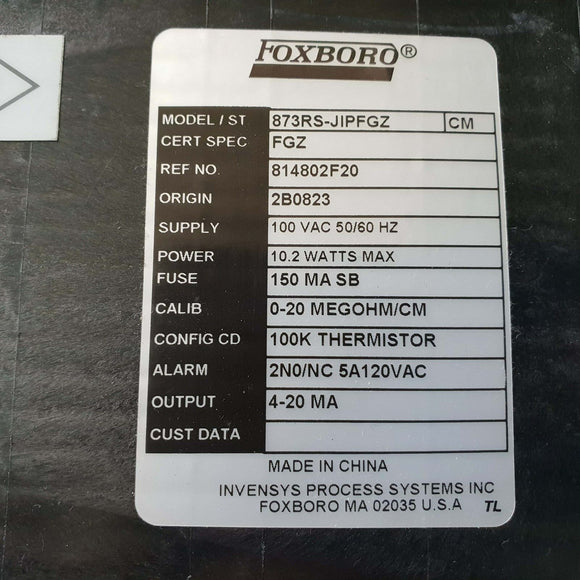 FOXBORO®
MODEL / ST 873RS-JIPFGZ CM
CERT SPEC FGZ
REF NO. 814802F20
ORIGIN 2B0823
SUPPLY 100 VAC 50/60 HZ
POWER 10.2 WATTS MAX
FUSE 150 MA SB
CALIB 0-20 MEGOHM/CM
CONFIG CD 100K THERMISTOR
ALARM 2N0/NC 5A120VAC
OUTPUT 4-20 MA
CUST DATA
MADE IN CHINA
INVENSYS PROCESS SYSTEMS INC
FOXBORO MA 02035 U.S.A TL